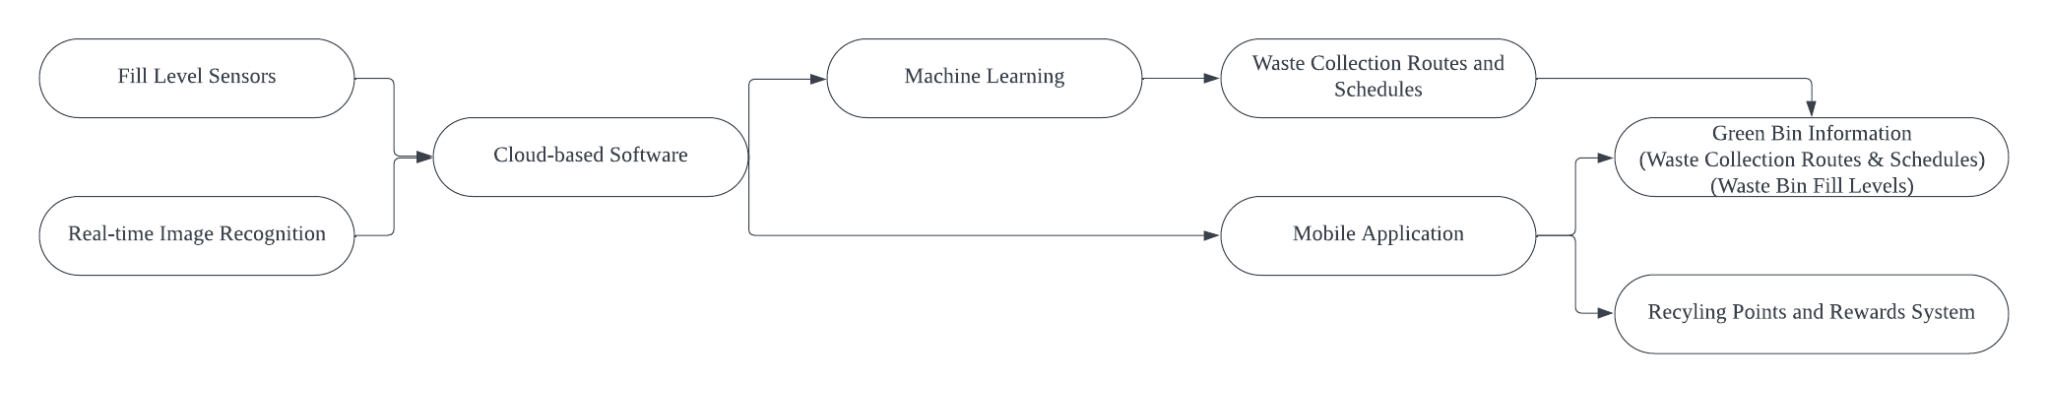 Fill Level Sensors
Real-time Image Recognition
Cloud-based Software
Machine Learning
Waste Collection Routes and
Schedules
Mobile Application
Green Bin Information
(Waste Collection Routes & Schedules)
(Waste Bin Fill Levels)
Recyling Points and Rewards System